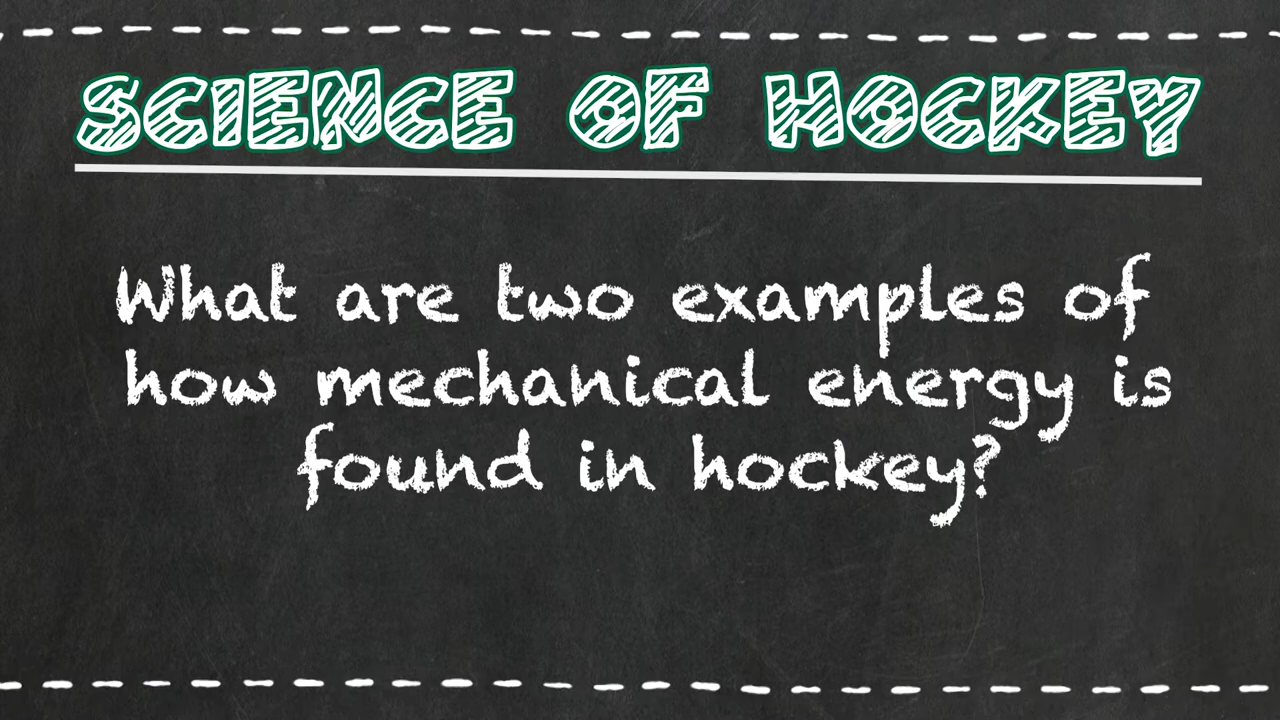 SCIENCE OF HOCKEY
What are two examples of
how mechanical energy is
found in hockey?